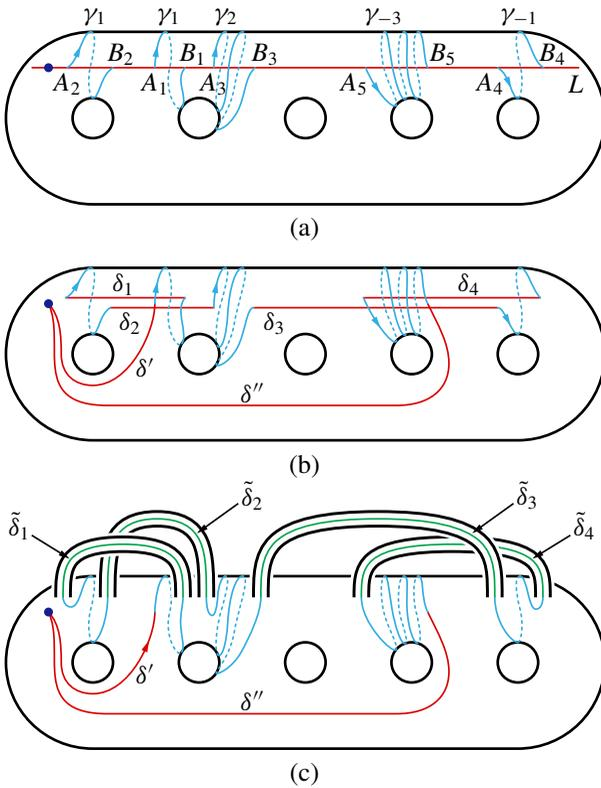 γ₁ γ₁ γ₂ γ₋₃ γ₋₁
B₂ B₁ B₃ B₅ B₄
A₂ A₁ A₃ A₅ A₄ L
(a)
δ₁ δ₄
δ₂ δ₃
δ′
δ″
(b)
δ̃₁ δ̃₂ δ̃₃ δ̃₄
δ′
δ″
(c)